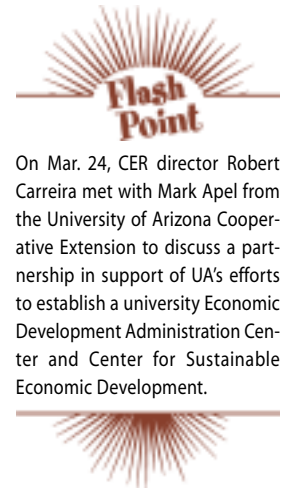 Flash
Point
On Mar. 24, CER director Robert
Carreira met with Mark Apel from
the University of Arizona Cooper-
ative Extension to discuss a part-
nership in support of UA's efforts
to establish a university Economic
Development Administration Cen-
ter and Center for Sustainable
Economic Development.